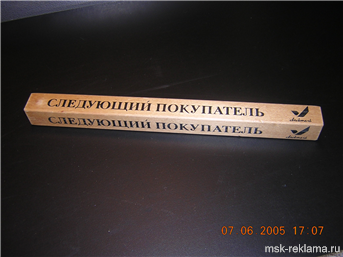 СЛЕДУЮЩИЙ ПОКУПАТЕЛЬ
СЛЕДУЮЩИЙ ПОКУПАТЕЛЬ
07 06 2005 17:07
msk-reklama.ru